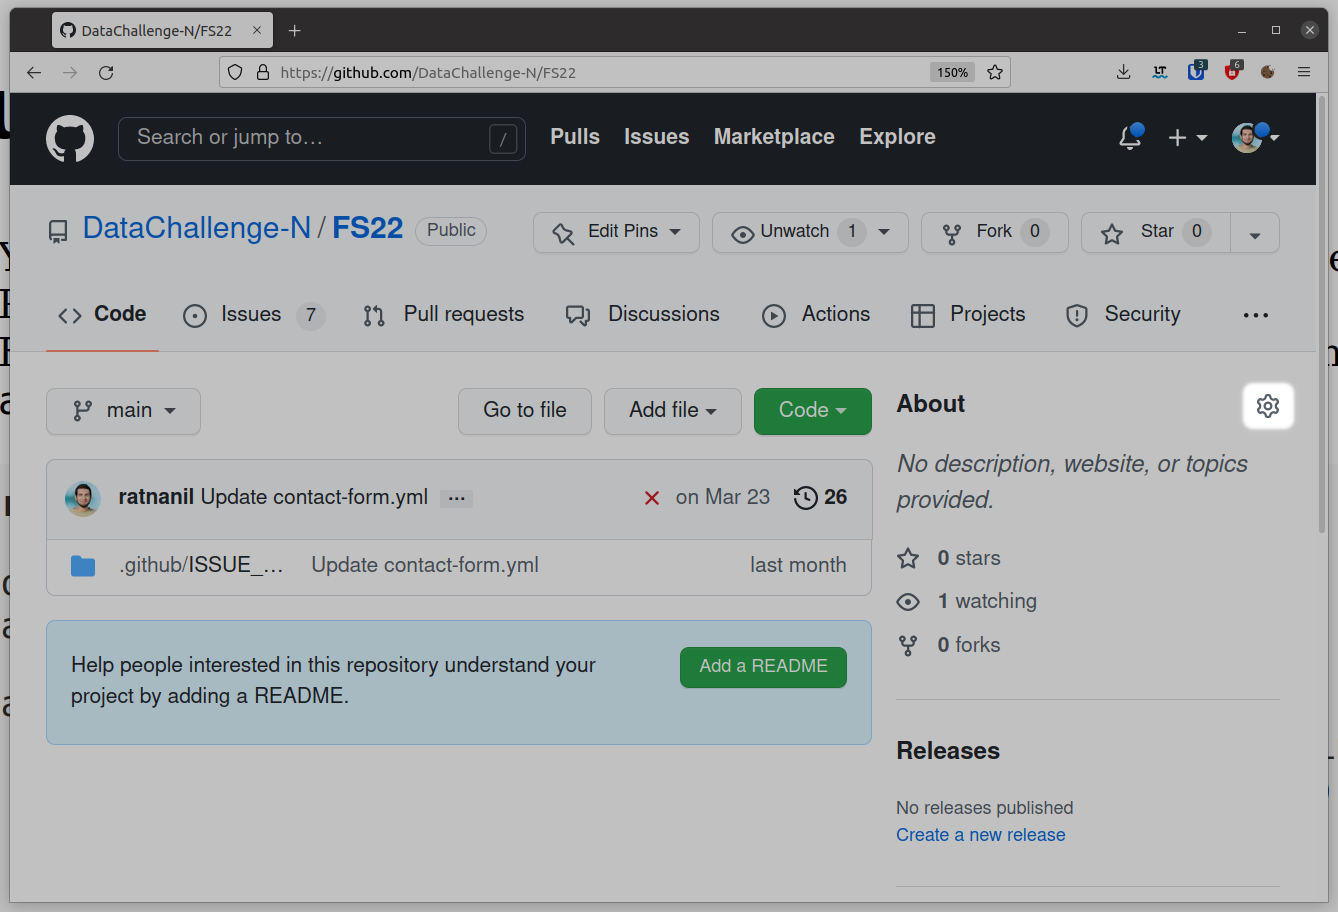 DataChallenge-N/FS22
https://github.com/DataChallenge-N/FS22
150%
LT
3
6
Search or jump to…
/
Pulls
Issues
Marketplace
Explore
DataChallenge-N / FS22
Public
Edit Pins
Unwatch 1
Fork 0
Star 0
Code
Issues 7
Pull requests
Discussions
Actions
Projects
Security
main
Go to file
Add file
Code
ratnanil Update contact-form.yml
on Mar 23
26
.github/ISSUE_…
Update contact-form.yml
last month
Help people interested in this repository understand your
project by adding a README.
Add a README
About
No description, website, or topics
provided.
0 stars
1 watching
0 forks
Releases
No releases published
Create a new release